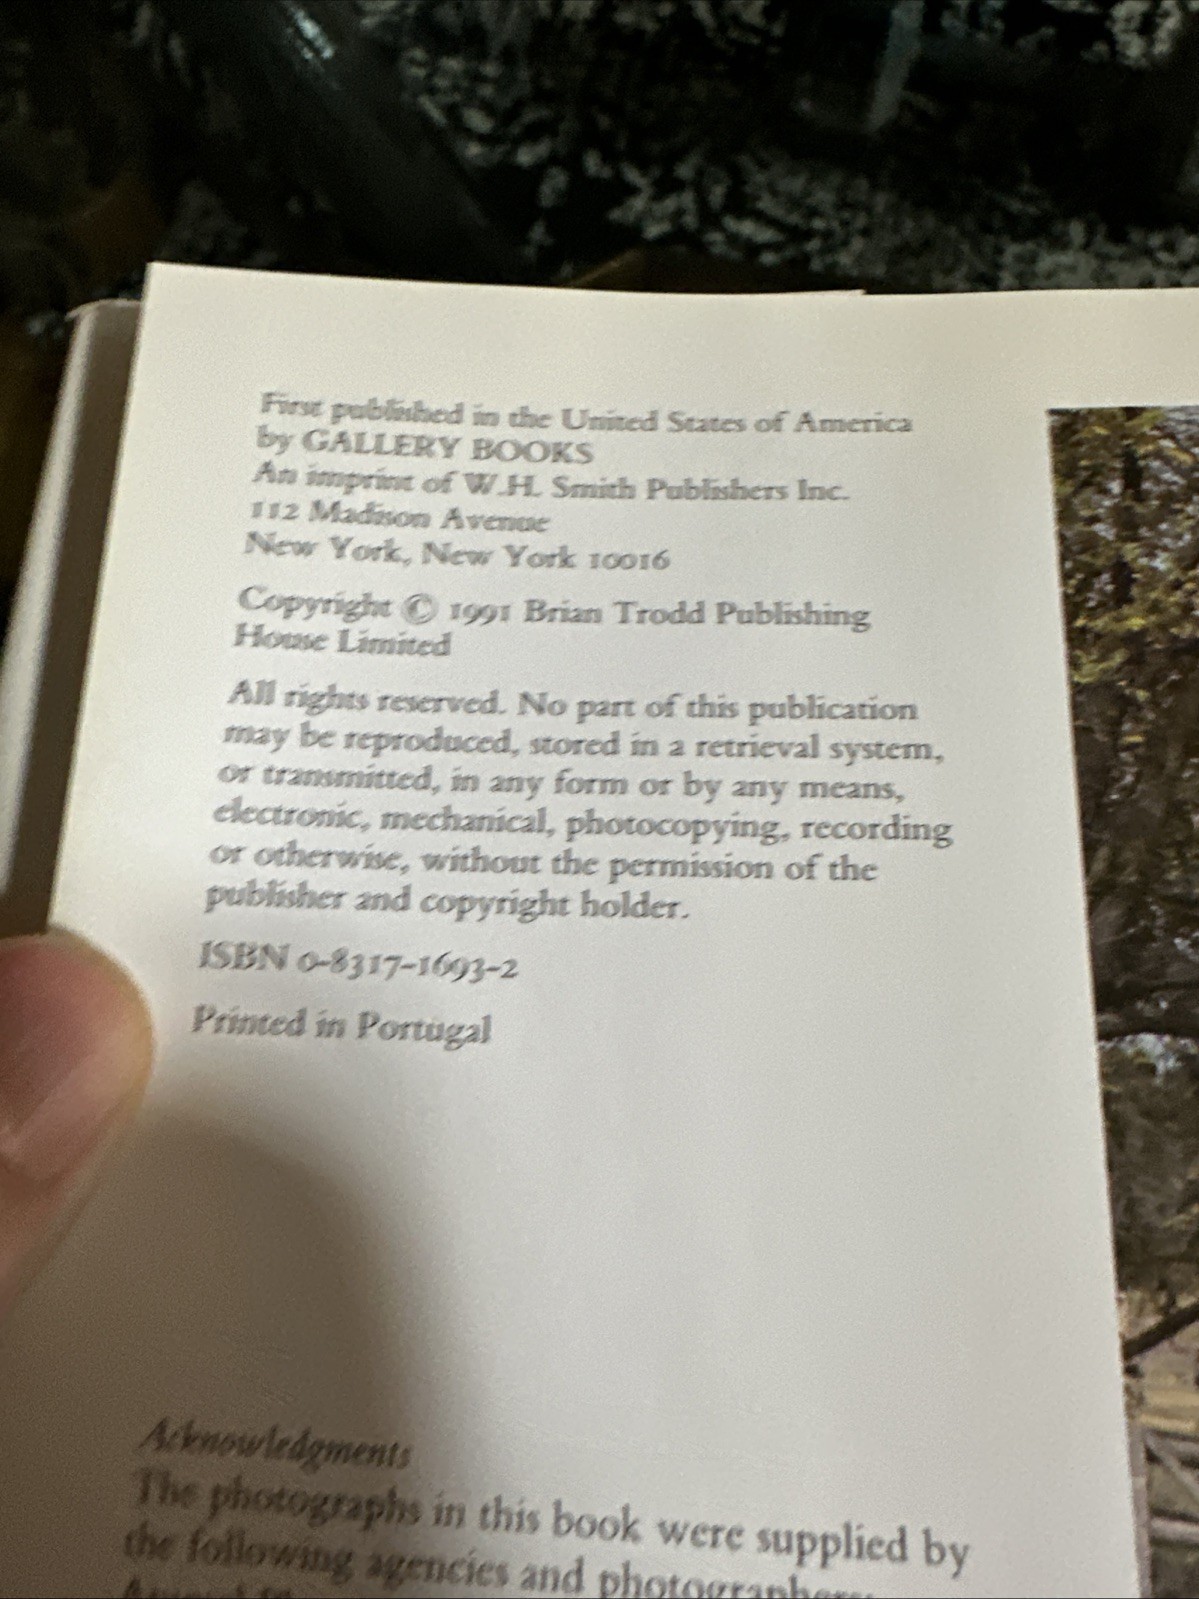 First published in the United States of America
by GALLERY BOOKS
An imprint of W.H. Smith Publishers Inc.
112 Madison Avenue
New York, New York 10016
Copyright © 1991 Brian Trodd Publishing
House Limited
All rights reserved. No part of this publication
may be reproduced, stored in a retrieval system,
or transmitted, in any form or by any means,
electronic, mechanical, photocopying, recording
or otherwise, without the permission of the
publisher and copyright holder.
ISBN 0-8317-1693-2
Printed in Portugal
Acknowledgments
The photographs in this book were supplied by
the following agencies and photographers: